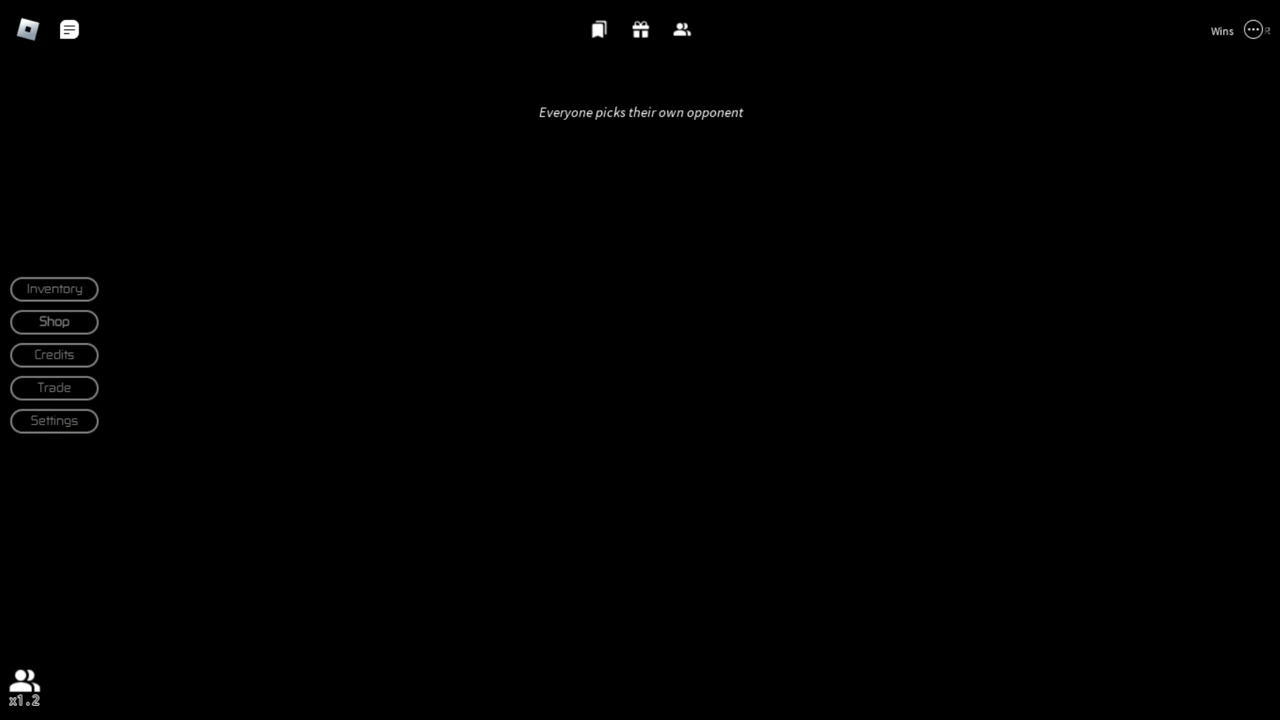 Wins
Everyone picks their own opponent
Inventory
Shop
Credits
Trade
Settings
x1.2